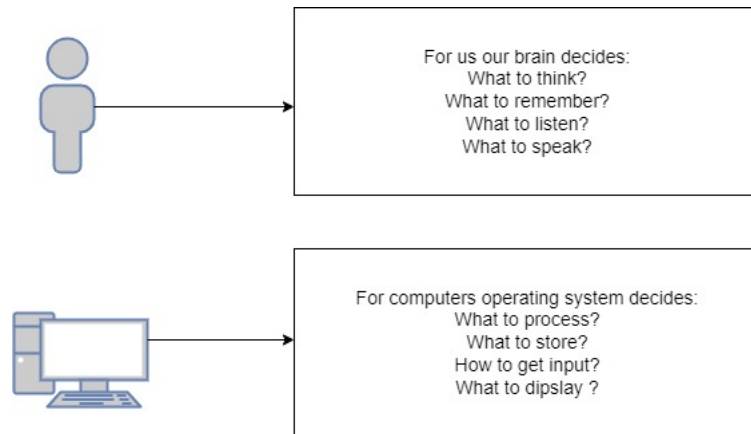 For us our brain decides:
What to think?
What to remember?
What to listen?
What to speak?
For computers operating system decides:
What to process?
What to store?
How to get input?
What to dipslay ?